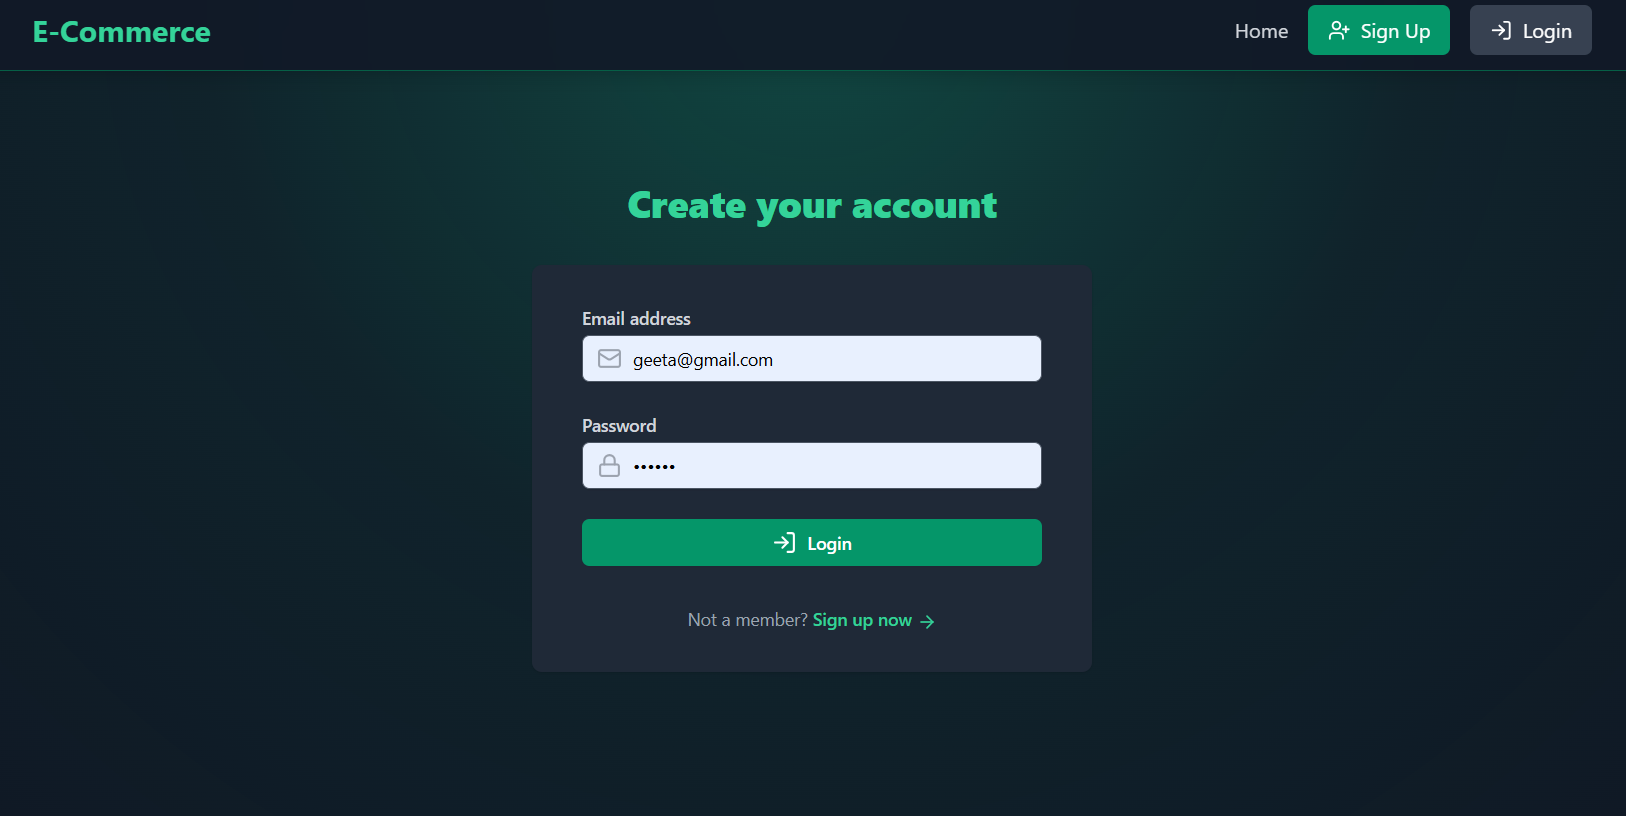 E-Commerce
Home
Sign Up
Login
Create your account
Email address
geeta@gmail.com
Password
••••••
Login
Not a member? Sign up now →